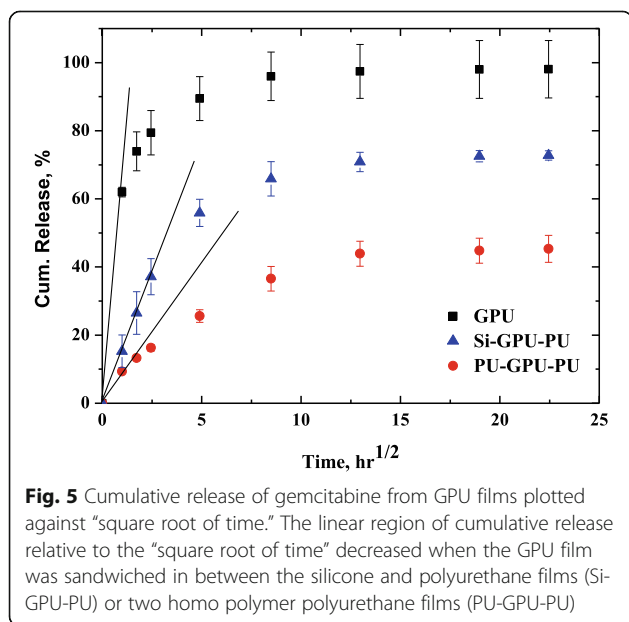 100
80
60
40
20
0
Cum. Release, %
GPU
Si-GPU-PU
PU-GPU-PU
0 5 10 15 20 25
Time, hr^1/2
Fig. 5 Cumulative release of gemcitabine from GPU films plotted
against “square root of time.” The linear region of cumulative release
relative to the “square root of time” decreased when the GPU film
was sandwiched in between the silicone and polyurethane films (Si-
GPU-PU) or two homo polymer polyurethane films (PU-GPU-PU)